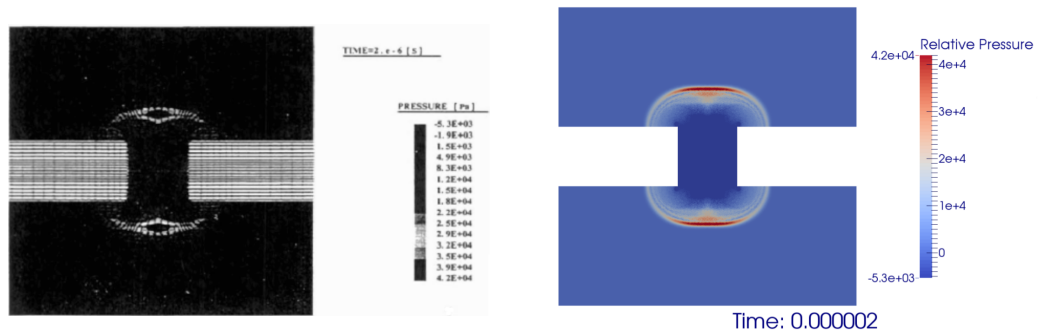 TIME=2. e-6 [S]
PRESSURE [Pa]
-5.3E+03
-1.9E+03
1.5E+03
4.9E+03
8.3E+03
1.2E+04
1.5E+04
1.8E+04
2.2E+04
2.5E+04
2.9E+04
3.2E+04
3.5E+04
3.9E+04
4.2E+04
Relative Pressure
4.2e+04
4e+4
3e+4
2e+4
1e+4
0
-5.3e+03
Time: 0.000002